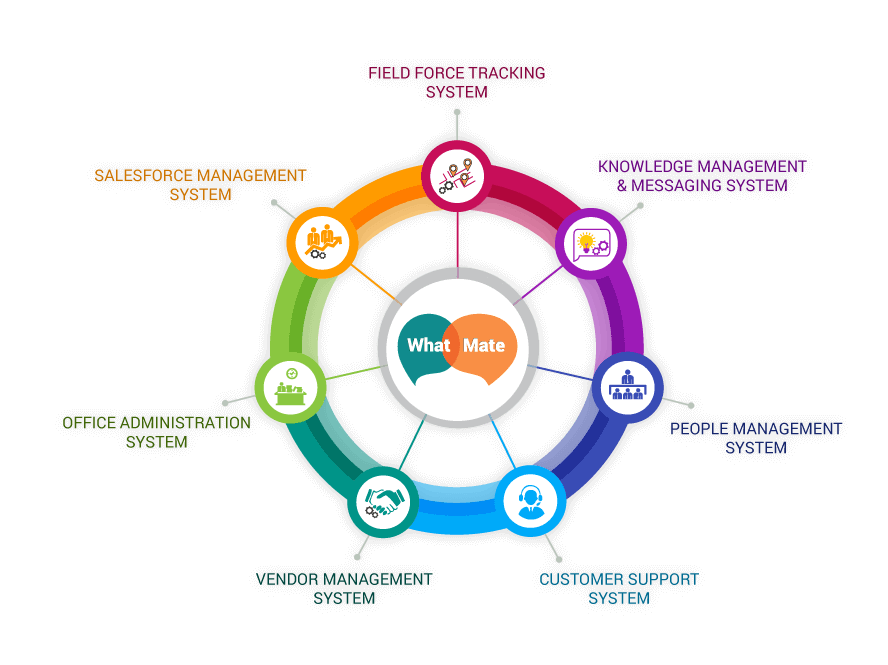 FIELD FORCE TRACKING
SYSTEM
KNOWLEDGE MANAGEMENT
& MESSAGING SYSTEM
SALESFORCE MANAGEMENT
SYSTEM
What Mate
OFFICE ADMINISTRATION
SYSTEM
PEOPLE MANAGEMENT
SYSTEM
VENDOR MANAGEMENT
SYSTEM
CUSTOMER SUPPORT
SYSTEM